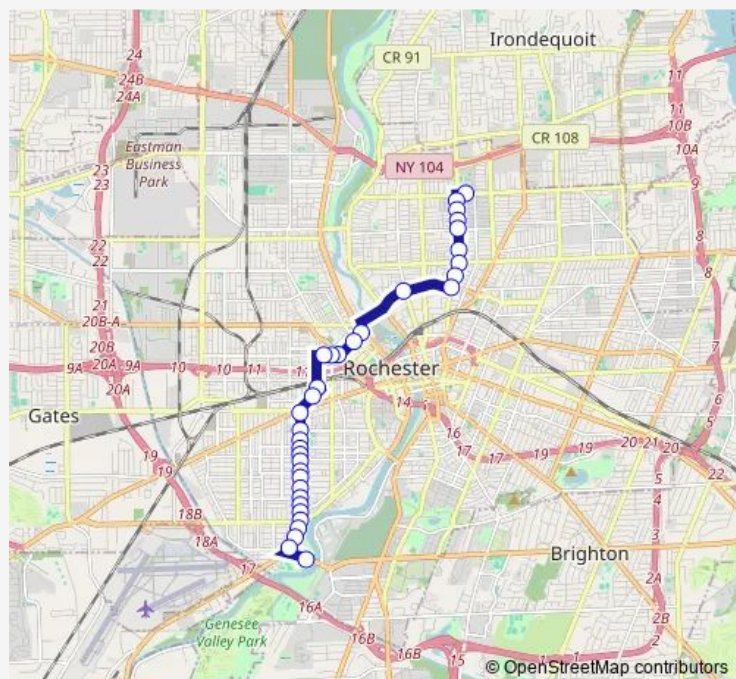 Irondequoit
24
CR 91
24B
24A
11
11
10B
10A
CR 108
Eastman
Business
Park
NY 104
23
23
9
22
22
8
8
21
20B-A
20B
9A
20A
9A
10
10
11
20A
Rochester
7
6
5
Gates
14
16
17
17
19
19
20
21
20
22
19
19
5
4
3
18B
18A
17
Brighton
2A
16A
Genesee
Valley Park
2B
16B
16B
15
1
1
2
© OpenStreetMap contributors